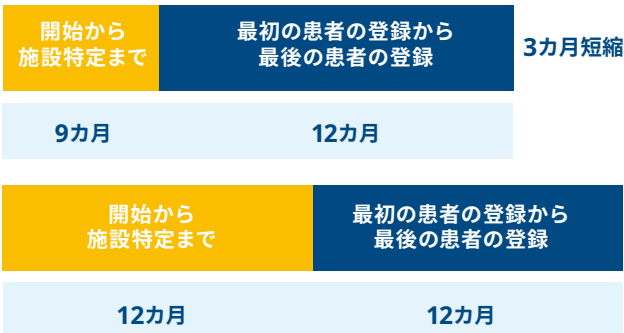 開始から
施設特定まで
最初の患者の登録から
最後の患者の登録
3カ月短縮
9カ月
12カ月
開始から
施設特定まで
最初の患者の登録から
最後の患者の登録
12カ月
12カ月